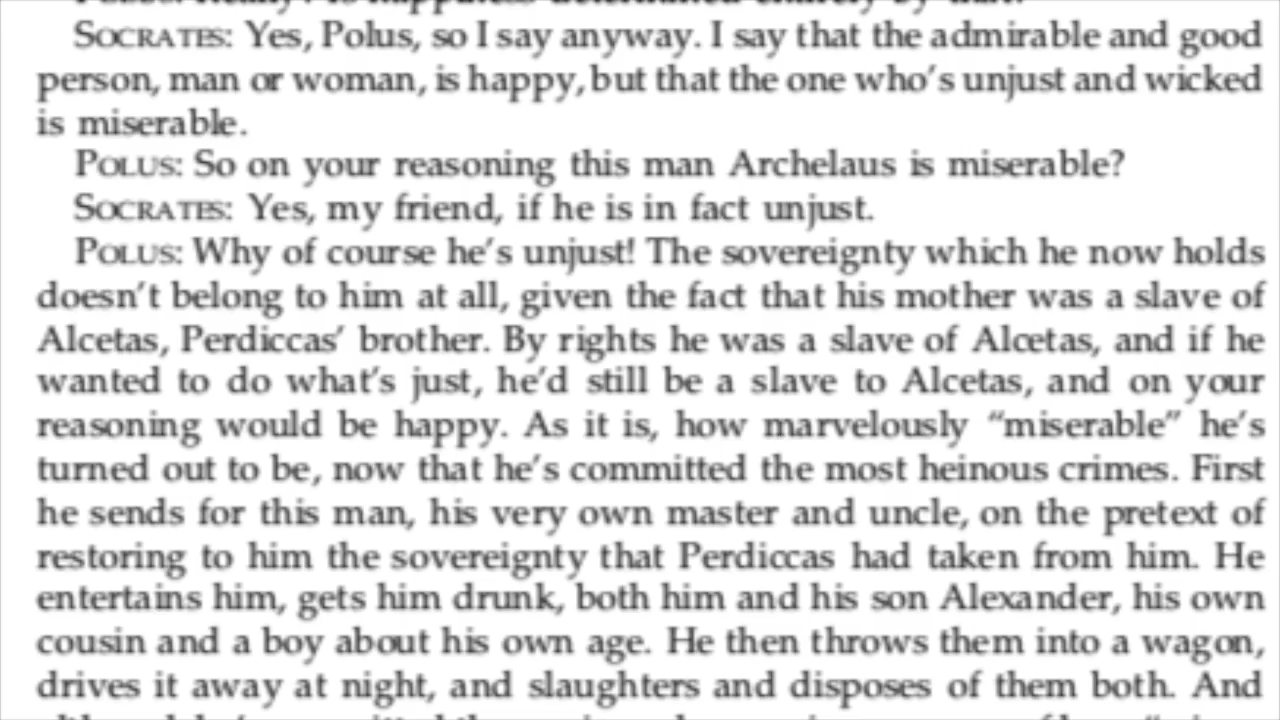 SOCRATES: Yes, Polus, so I say anyway. I say that the admirable and good
person, man or woman, is happy, but that the one who's unjust and wicked
is miserable.
POLUS: So on your reasoning this man Archelaus is miserable?
SOCRATES: Yes, my friend, if he is in fact unjust.
POLUS: Why of course he's unjust! The sovereignty which he now holds
doesn't belong to him at all, given the fact that his mother was a slave of
Alcetas, Perdiccas' brother. By rights he was a slave of Alcetas, and if he
wanted to do what's just, he'd still be a slave to Alcetas, and on your
reasoning would be happy. As it is, how marvelously “miserable” he's
turned out to be, now that he's committed the most heinous crimes. First
he sends for this man, his very own master and uncle, on the pretext of
restoring to him the sovereignty that Perdiccas had taken from him. He
entertains him, gets him drunk, both him and his son Alexander, his own
cousin and a boy about his own age. He then throws them into a wagon,
drives it away at night, and slaughters and disposes of them both. And